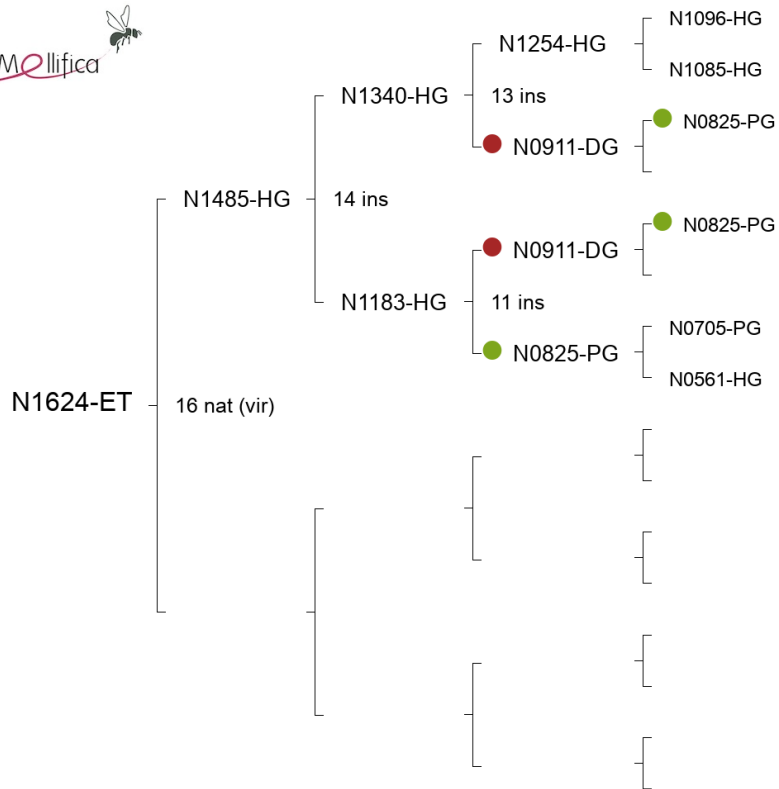 Mellifica
N1096-HG
N1254-HG
N1085-HG
N1340-HG
13 ins
N0825-PG
N0911-DG
N1485-HG
14 ins
N0825-PG
N0911-DG
N1183-HG
11 ins
N0705-PG
N0825-PG
N0561-HG
N1624-ET
16 nat (vir)